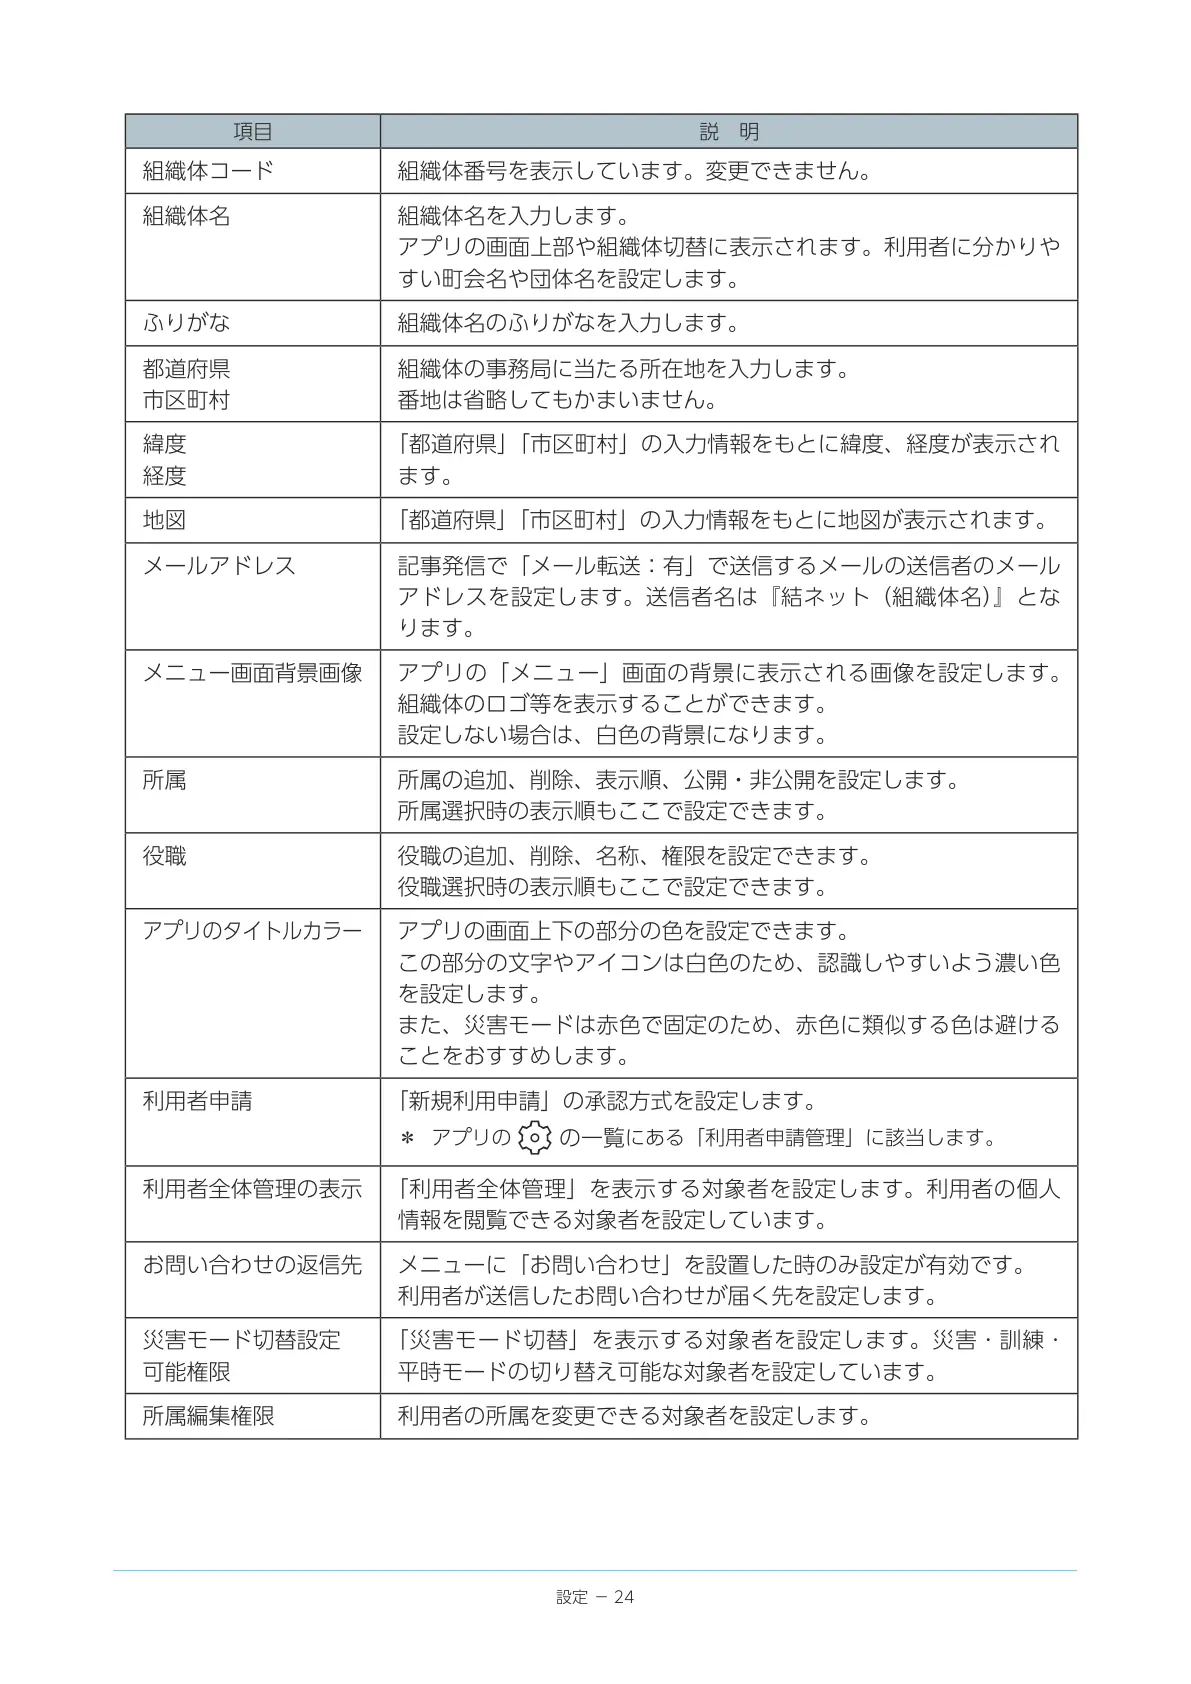 項目
説　明
組織体コード
組織体番号を表示しています。変更できません。
組織体名
組織体名を入力します。
アプリの画面上部や組織体切替に表示されます。利用者に分かりや
すい町会名や団体名を設定します。
ふりがな
組織体名のふりがなを入力します。
都道府県
市区町村
組織体の事務局に当たる所在地を入力します。
番地は省略してもかまいません。
緯度
経度
「都道府県」「市区町村」の入力情報をもとに緯度、経度が表示され
ます。
地図
「都道府県」「市区町村」の入力情報をもとに地図が表示されます。
メールアドレス
記事発信で「メール転送：有」で送信するメールの送信者のメール
アドレスを設定します。送信者名は『結ネット（組織体名）』とな
ります。
メニュー画面背景画像
アプリの「メニュー」画面の背景に表示される画像を設定します。
組織体のロゴ等を表示することができます。
設定しない場合は、白色の背景になります。
所属
所属の追加、削除、表示順、公開・非公開を設定します。
所属選択時の表示順もここで設定できます。
役職
役職の追加、削除、名称、権限を設定できます。
役職選択時の表示順もここで設定できます。
アプリのタイトルカラー
アプリの画面上下の部分の色を設定できます。
この部分の文字やアイコンは白色のため、認識しやすいよう濃い色
を設定します。
また、災害モードは赤色で固定のため、赤色に類似する色は避ける
ことをおすすめします。
利用者申請
「新規利用申請」の承認方式を設定します。
＊ アプリの の一覧にある「利用者申請管理」に該当します。
利用者全体管理の表示
「利用者全体管理」を表示する対象者を設定します。利用者の個人
情報を閲覧できる対象者を設定しています。
お問い合わせの返信先
メニューに「お問い合わせ」を設置した時のみ設定が有効です。
利用者が送信したお問い合わせが届く先を設定します。
災害モード切替設定
可能権限
「災害モード切替」を表示する対象者を設定します。災害・訓練・
平時モードの切り替え可能な対象者を設定しています。
所属編集権限
利用者の所属を変更できる対象者を設定します。
設定 － 24